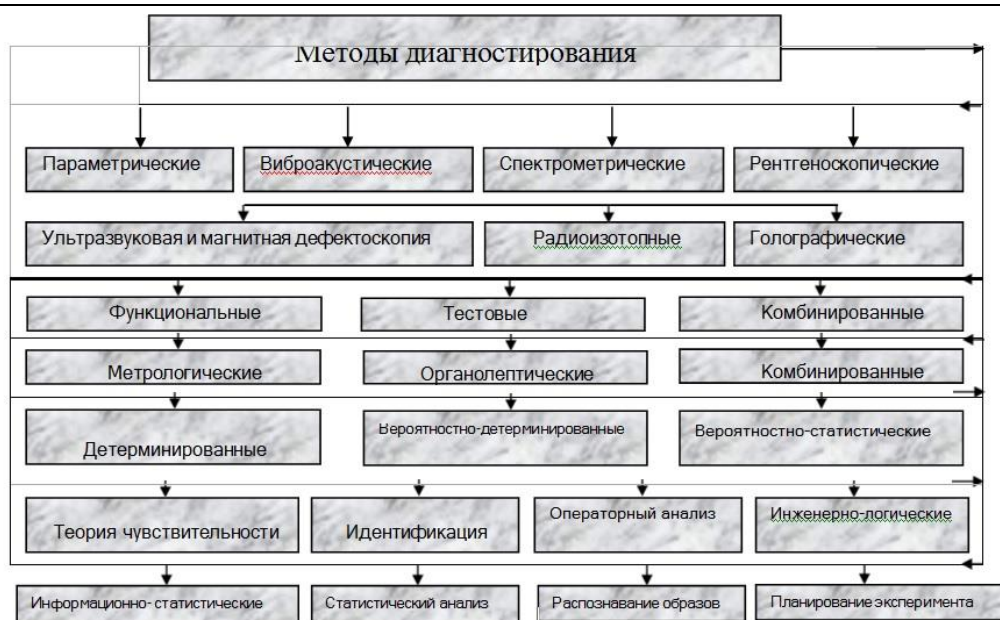 Методы диагностирования
Параметрические
Виброакустические
Спектрометрические
Рентгеноскопические
Ультразвуковая и магнитная дефектоскопия
Радиоизотопные
Голографические
Функциональные
Тестовые
Комбинированные
Метрологические
Органолептические
Комбинированные
Детерминированные
Вероятностно-детерминированные
Вероятностно-статистические
Теория чувствительности
Идентификация
Операторный анализ
Инженерно-логические
Информационно- статистические
Статистический анализ
Распознавание образов
Планирование эксперимента